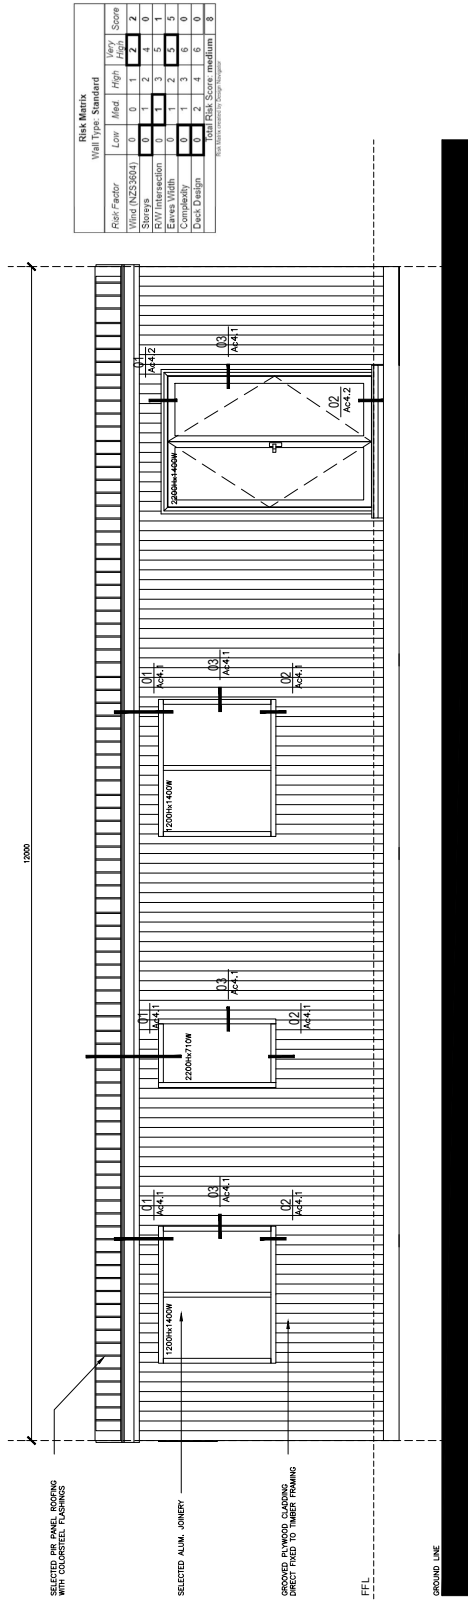 Risk Matrix
Wall Type: Standard
Risk Factor Low Med. High Very High Score
Wind (NZS3604) 0 0 1 2 2
Storeys 0 1 2 4 0
R/W Intersection 0 1 3 5 1
Eaves Width 0 1 2 5 5
Complexity 0 1 3 6 0
Deck Design 0 2 4 6 0
Total Risk Score: medium 8
Risk Matrix created by Design Navigator
12000
SELECTED PIR PANEL ROOFING
WITH COLORSTEEL FLASHINGS
SELECTED ALUM. JOINERY
GROOVED PLYWOOD CLADDING
DIRECT FIXED TO TIMBER FRAMING
FFL
GROUND LINE
1200Hx1400W
01
Ac4.1
03
Ac4.1
02
Ac4.1
2200Hx710W
01
Ac4.1
03
Ac4.1
02
Ac4.1
1200Hx1400W
01
Ac4.1
03
Ac4.1
02
Ac4.1
2200Hx1400W
01
Ac4.2
03
Ac4.1
02
Ac4.2